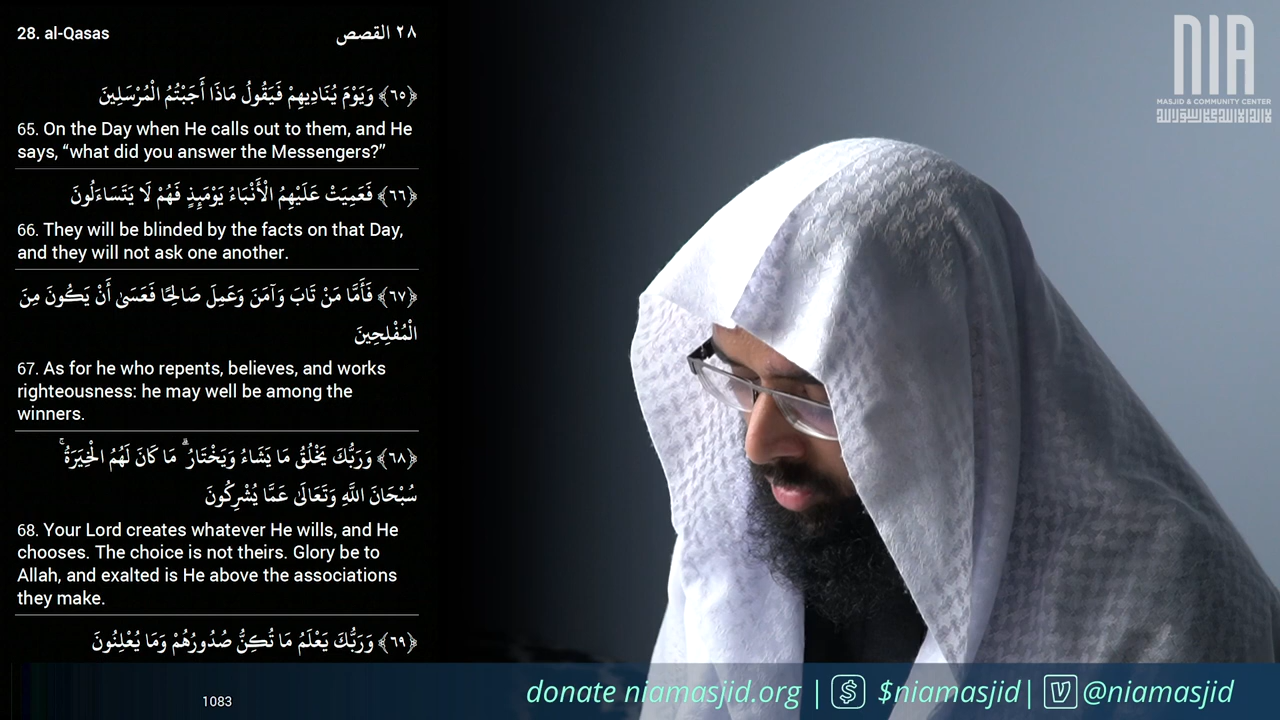 28. al-Qasas
٢٨ القصص
﴿٦٥﴾ وَيَوْمَ يُنَادِيهِمْ فَيَقُولُ مَاذَا أَجَبْتُمُ الْمُرْسَلِينَ
65. On the Day when He calls out to them, and He
says, “what did you answer the Messengers?”
﴿٦٦﴾ فَعَمِيَتْ عَلَيْهِمُ الْأَنْبَاءُ يَوْمَئِذٍ فَهُمْ لَا يَتَسَاءَلُونَ
66. They will be blinded by the facts on that Day,
and they will not ask one another.
﴿٦٧﴾ فَأَمَّا مَنْ تَابَ وَآمَنَ وَعَمِلَ صَالِحًا فَعَسَىٰ أَنْ يَكُونَ مِنَ
الْمُفْلِحِينَ
67. As for he who repents, believes, and works
righteousness: he may well be among the
winners.
﴿٦٨﴾ وَرَبُّكَ يَخْلُقُ مَا يَشَاءُ وَيَخْتَارُ ۗ مَا كَانَ لَهُمُ الْخِيَرَةُ ۚ
سُبْحَانَ اللَّهِ وَتَعَالَىٰ عَمَّا يُشْرِكُونَ
68. Your Lord creates whatever He wills, and He
chooses. The choice is not theirs. Glory be to
Allah, and exalted is He above the associations
they make.
﴿٦٩﴾ وَرَبُّكَ يَعْلَمُ مَا تُكِنُّ صُدُورُهُمْ وَمَا يُعْلِنُونَ
1083
NIA
MASJID & COMMUNITY CENTER
donate niamasjid.org | $ $niamasjid | V @niamasjid